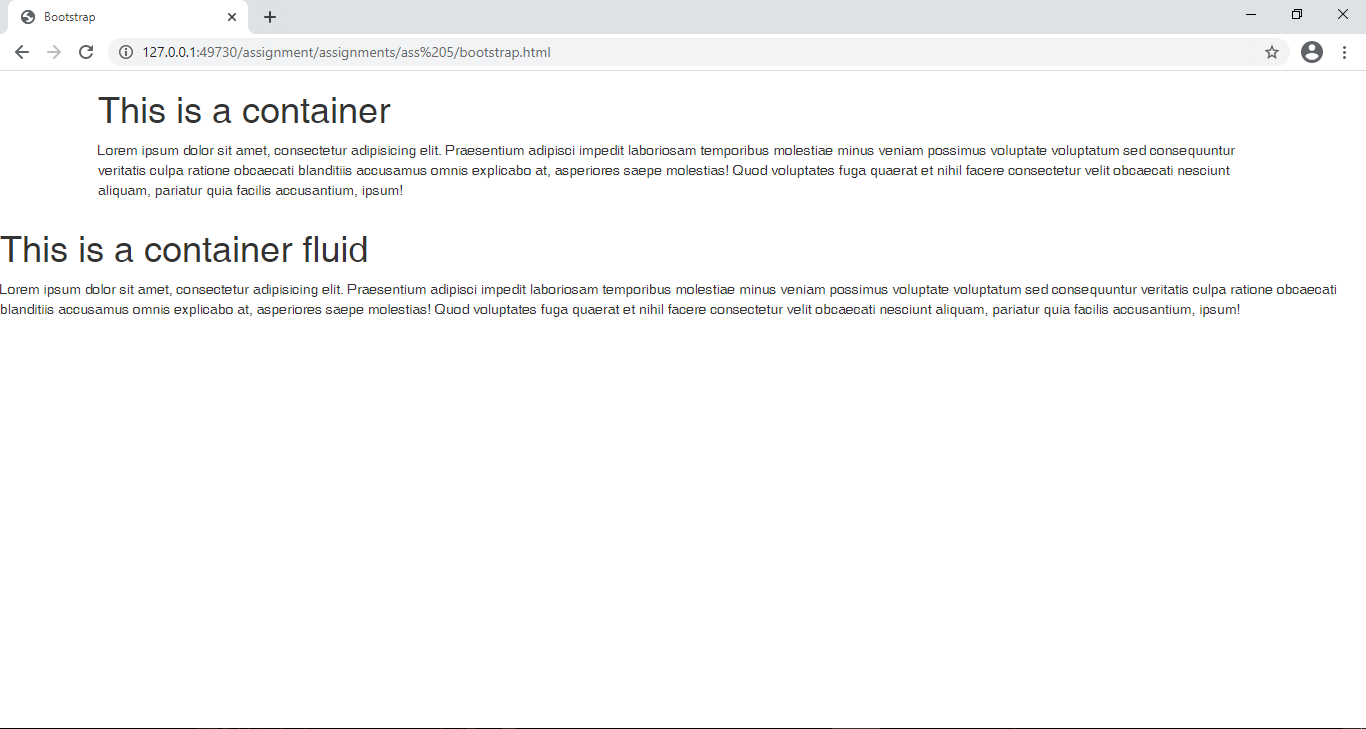 Bootstrap
127.0.0.1:49730/assignment/assignments/ass%205/bootstrap.html
This is a container
Lorem ipsum dolor sit amet, consectetur adipisicing elit. Praesentium adipisci impedit laboriosam temporibus molestiae minus veniam possimus voluptate voluptatum sed consequuntur
veritatis culpa ratione obcaecati blanditiis accusamus omnis explicabo at, asperiores saepe molestias! Quod voluptates fuga quaerat et nihil facere consectetur velit obcaecati nesciunt
aliquam, pariatur quia facilis accusantium, ipsum!
This is a container fluid
Lorem ipsum dolor sit amet, consectetur adipisicing elit. Praesentium adipisci impedit laboriosam temporibus molestiae minus veniam possimus voluptate voluptatum sed consequuntur veritatis culpa ratione obcaecati
blanditiis accusamus omnis explicabo at, asperiores saepe molestias! Quod voluptates fuga quaerat et nihil facere consectetur velit obcaecati nesciunt aliquam, pariatur quia facilis accusantium, ipsum!